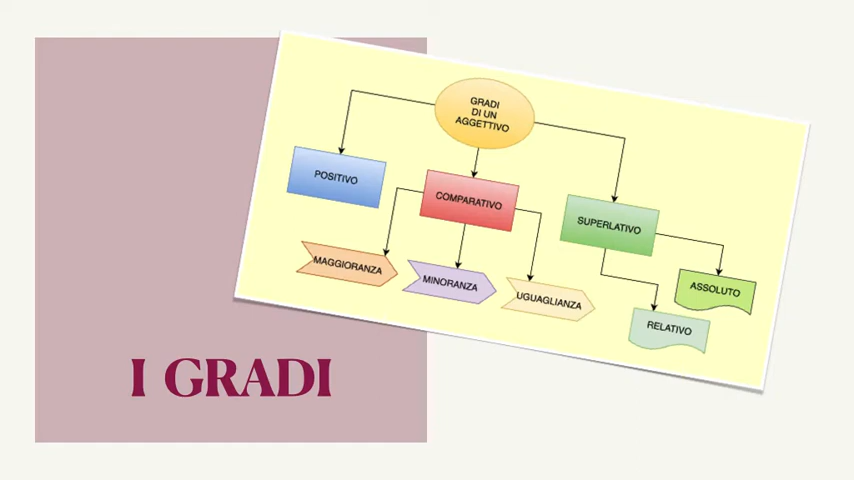 GRADI
DI UN
AGGETTIVO
POSITIVO
COMPARATIVO
SUPERLATIVO
MAGGIORANZA
MINORANZA
UGUAGLIANZA
ASSOLUTO
RELATIVO
I GRADI